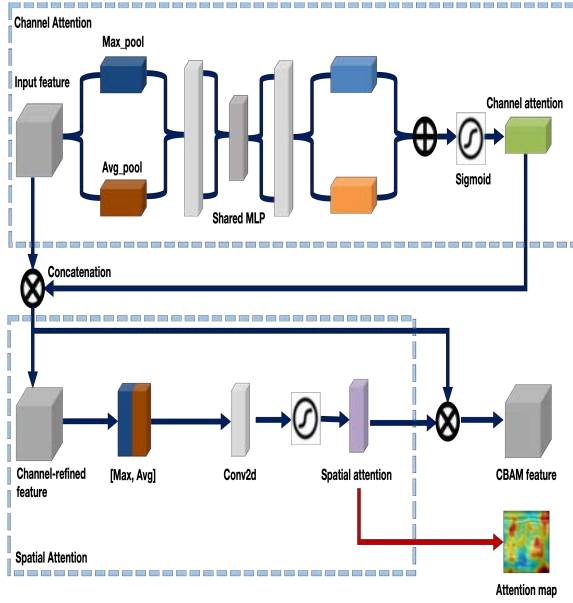 Channel Attention
Max_pool
Input feature
Channel attention
Avg_pool
Sigmoid
Shared MLP
Concatenation
Channel-refined
feature
[Max, Avg]
Conv2d
Spatial attention
CBAM feature
Spatial Attention
Attention map